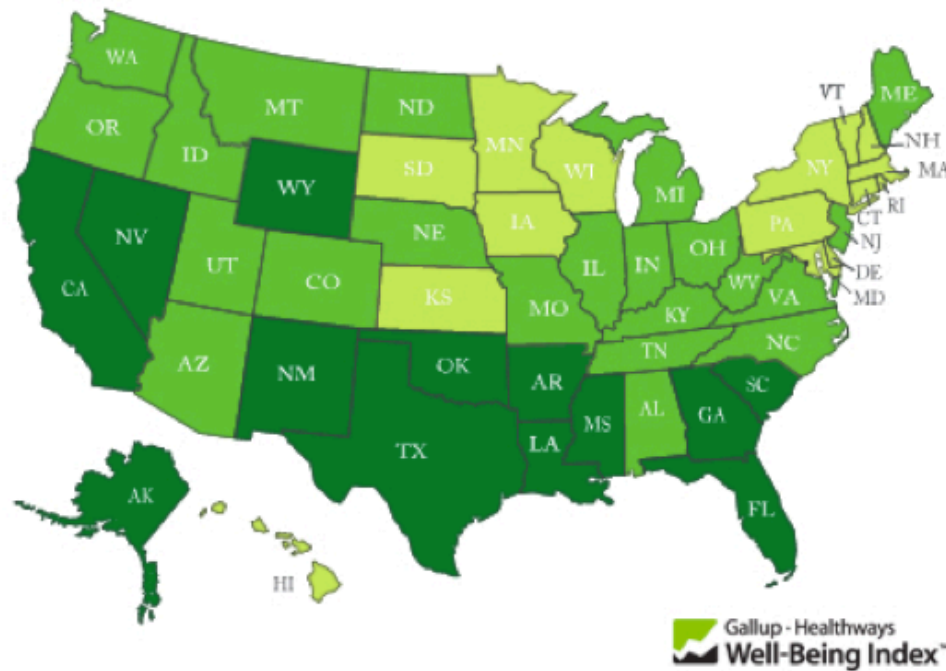 WA
MT
ND
MN
VT
ME
OR
ID
SD
WI
NY
NH
MA
WY
MI
RI
CT
NV
NE
IA
PA
NJ
UT
CO
IL
IN
OH
DE
CA
KS
MO
WV
VA
MD
KY
AZ
NM
OK
AR
TN
NC
SC
TX
LA
MS
AL
GA
AK
FL
HI
Gallup - Healthways
Well-Being Index™